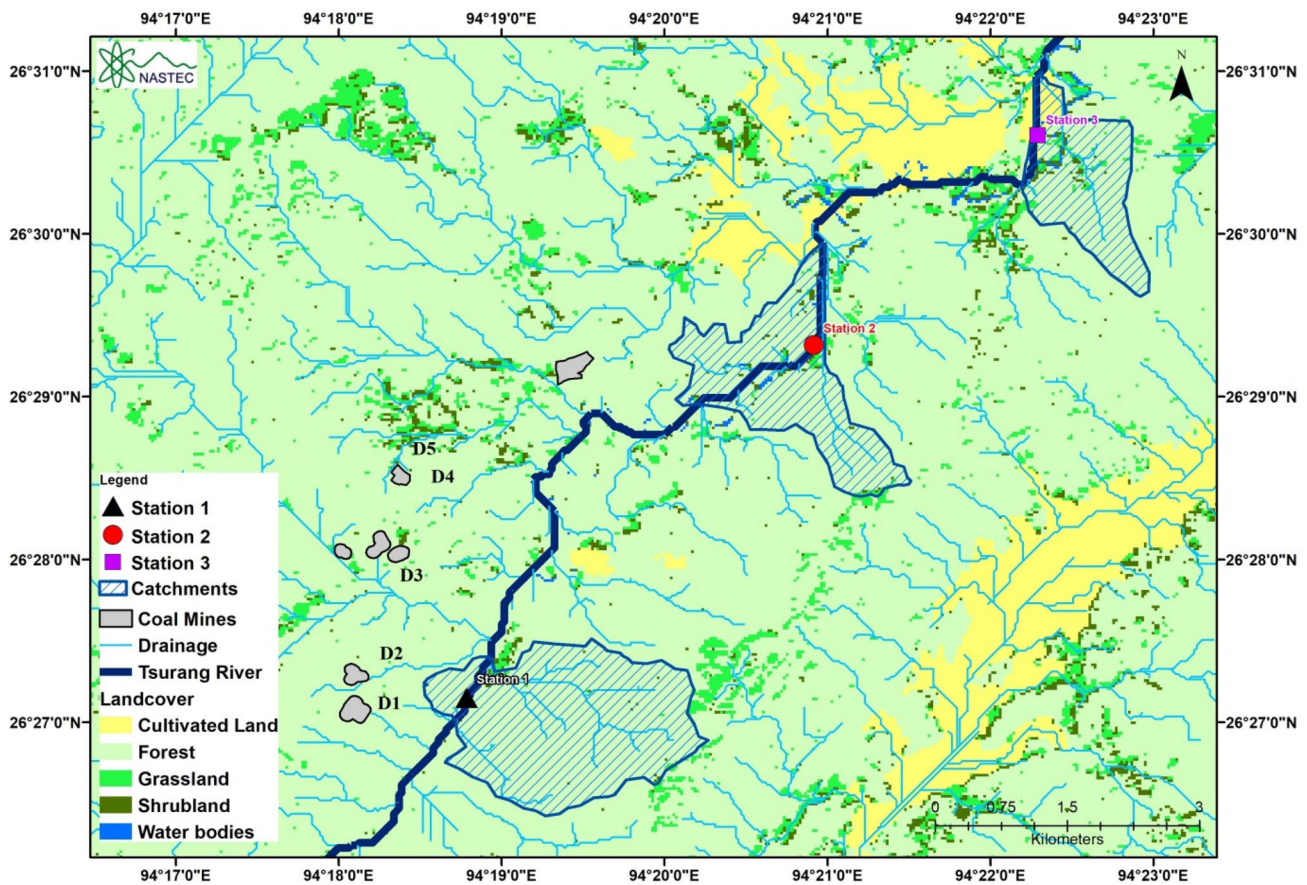 94°17'0"E 94°18'0"E 94°19'0"E 94°20'0"E 94°21'0"E 94°22'0"E 94°23'0"E
NASTEC
N
26°31'0"N 26°31'0"N
Station 3
26°30'0"N 26°30'0"N
Station 2
26°29'0"N 26°29'0"N
D5
D4
Legend
Station 1
Station 2
Station 3
Catchments
Coal Mines
Drainage
Tsurang River
Landcover
Cultivated Land
Forest
Grassland
Shrubland
Water bodies
26°28'0"N
D3
D2
Station 1
D1
26°27'0"N
0 0.75 1.5 3
Kilometers
94°17'0"E 94°18'0"E 94°19'0"E 94°20'0"E 94°21'0"E 94°22'0"E 94°23'0"E
26°28'0"N
26°27'0"N